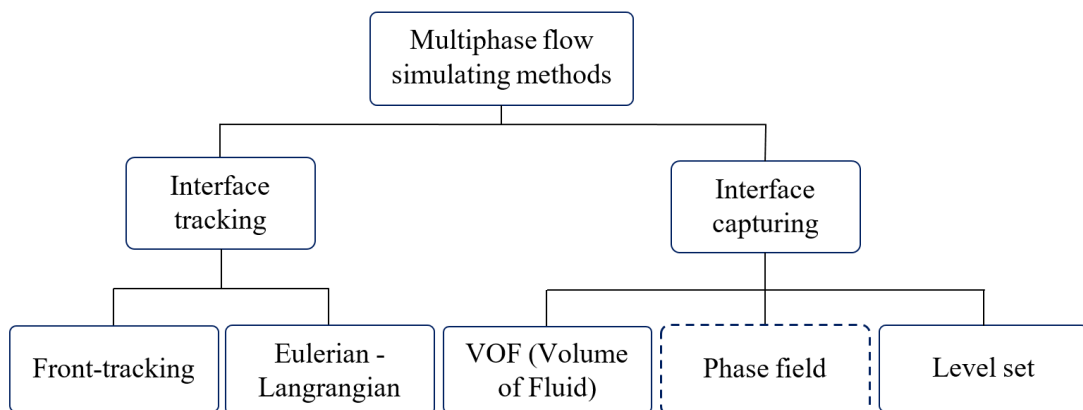 Multiphase flow
simulating methods
Interface
tracking
Interface
capturing
Front-tracking
Eulerian -
Langrangian
VOF (Volume
of Fluid)
Phase field
Level set